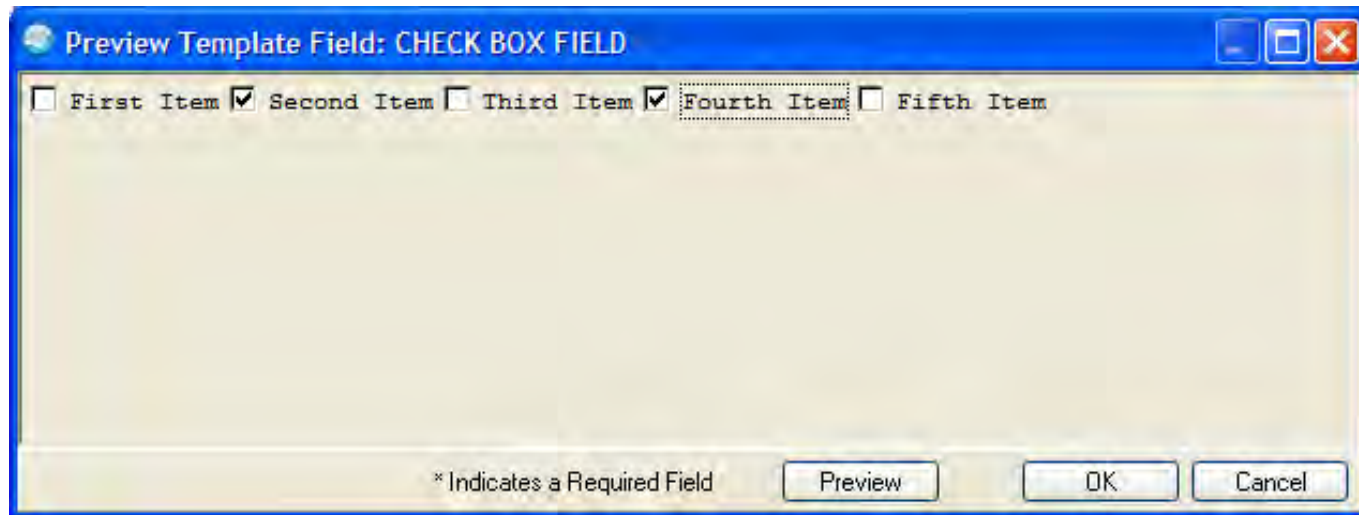 Preview Template Field: CHECK BOX FIELD
First Item Second Item Third Item Fourth Item Fifth Item
* Indicates a Required Field Preview OK Cancel